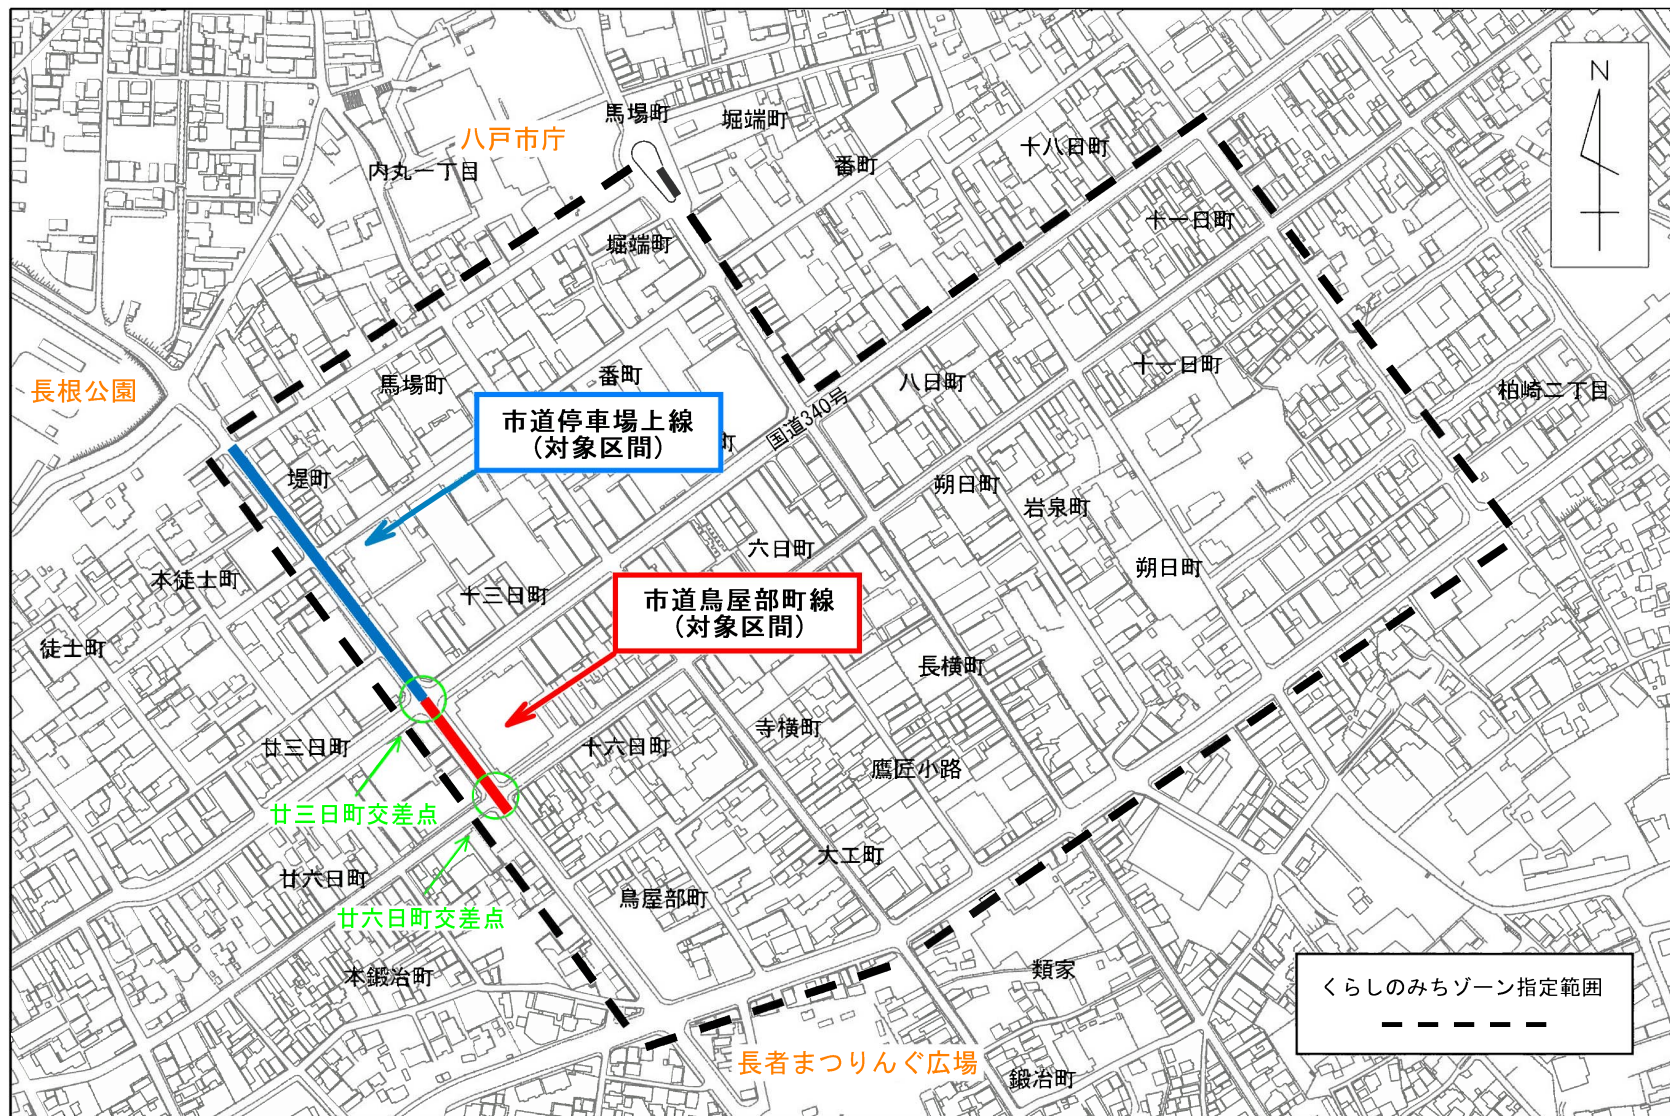 N
馬場町
堀端町
八戸市庁
十八日町
内丸一丁目
番町
十一日町
堀端町
長根公園
馬場町
番町
八日町
十一日町
柏崎二丁目
国道340号
市道停車場上線
(対象区間)
町
堤町
朔日町
岩泉町
六日町
朔日町
本徒士町
十三日町
市道鳥屋部町線
(対象区間)
徒士町
長横町
寺横町
廿三日町
十六日町
鷹匠小路
廿三日町交差点
大工町
廿六日町
鳥屋部町
廿六日町交差点
本鍛冶町
類家
くらしのみちゾーン指定範囲
長者まつりんぐ広場
鍛冶町